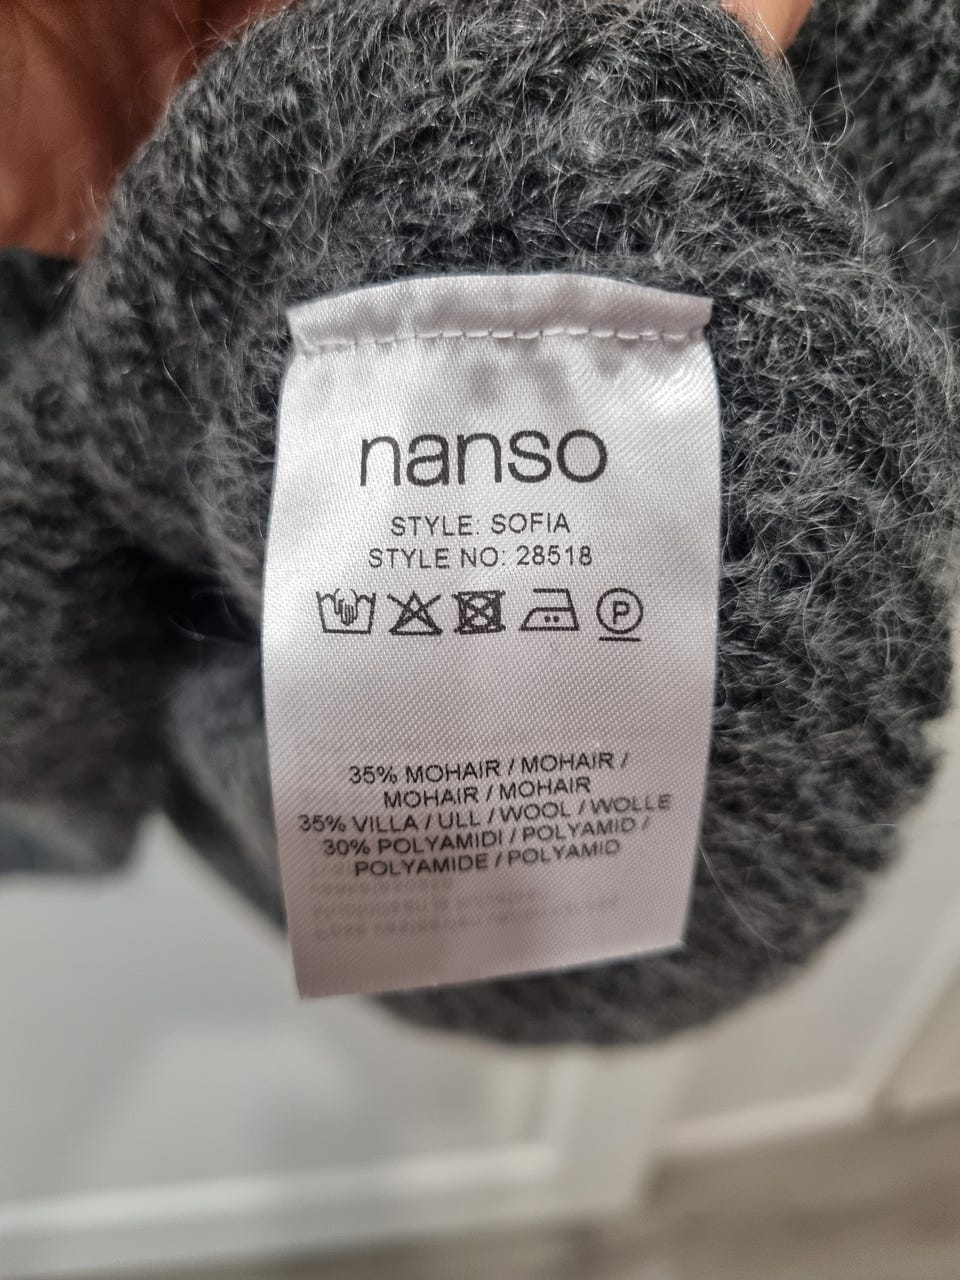 nanso
STYLE: SOFIA
STYLE NO: 28518
P
35% MOHAIR / MOHAIR /
MOHAIR / MOHAIR
35% VILLA / ULL / WOOL / WOLLE
30% POLYAMIDI / POLYAMID /
POLYAMIDE / POLYAMID